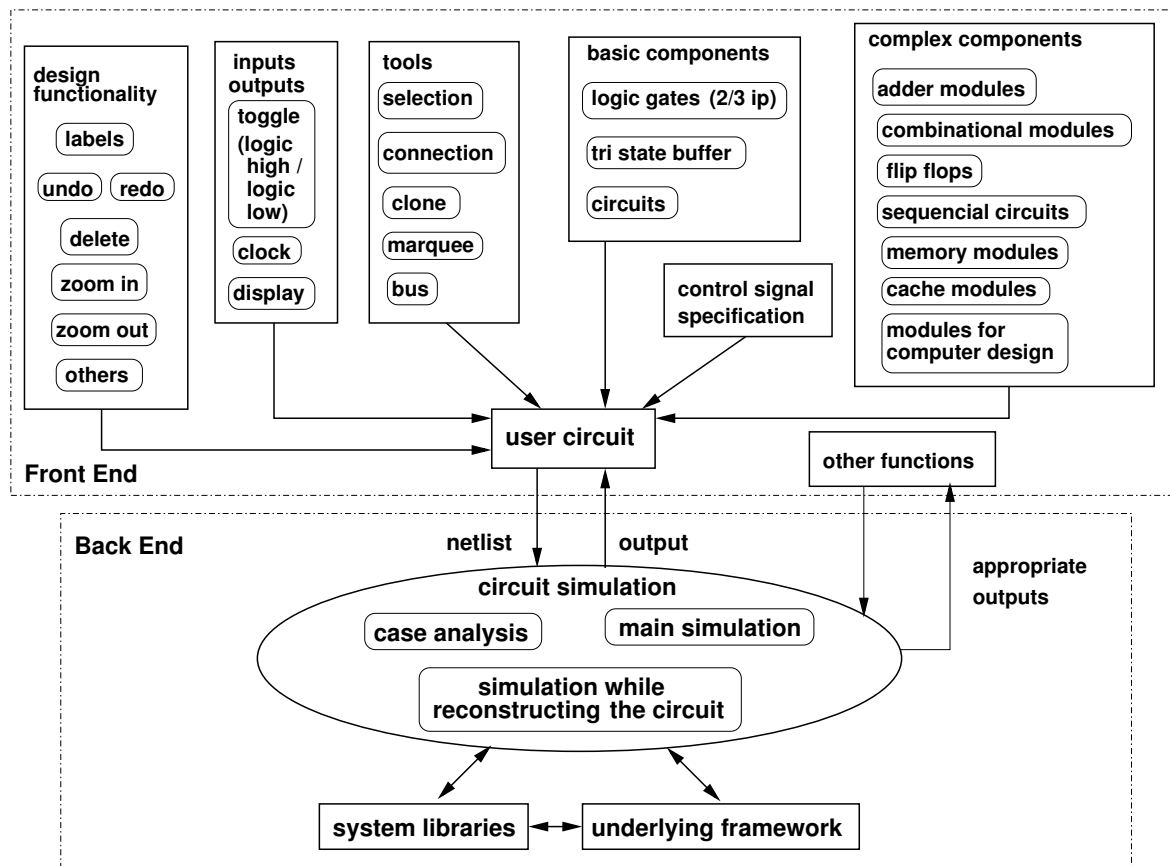 design
functionality
labels
undo
redo
delete
zoom in
zoom out
others
inputs
outputs
toggle
(logic
high /
logic
low)
clock
display
tools
selection
connection
clone
marquee
bus
basic components
logic gates (2/3 ip)
tri state buffer
circuits
control signal
specification
complex components
adder modules
combinational modules
flip flops
sequencial circuits
memory modules
cache modules
modules for
computer design
user circuit
other functions
Front End
Back End
netlist
output
appropriate
outputs
circuit simulation
case analysis
main simulation
simulation while
reconstructing the circuit
system libraries
underlying framework